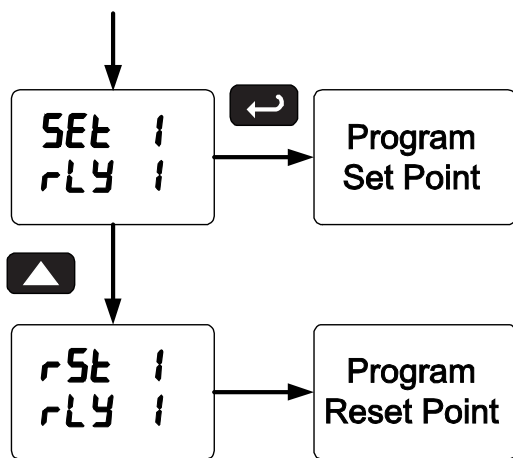 SEt 1
rLY 1
Program
Set Point
rSt 1
rLY 1
Program
Reset Point